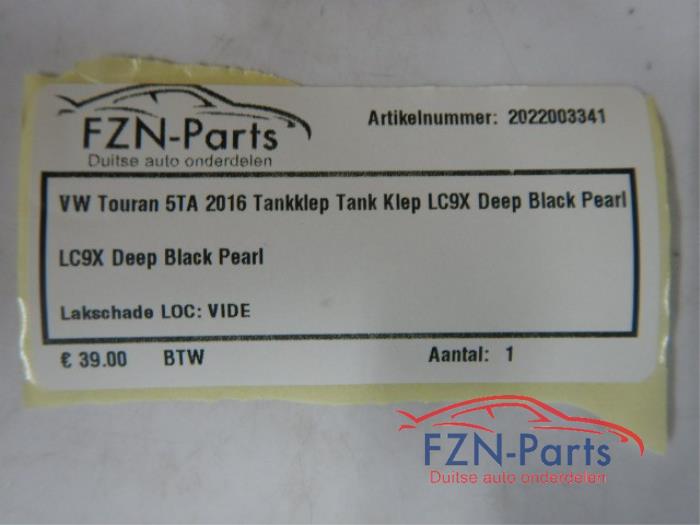 FZN-Parts
Duitse auto onderdelen
Artikelnummer: 2022003341
VW Touran 5TA 2016 Tankklep Tank Klep LC9X Deep Black Pearl
LC9X Deep Black Pearl
Lakschade LOC: VIDE
€ 39.00 BTW Aantal: 1
FZN-Parts
Duitse auto onderdelen